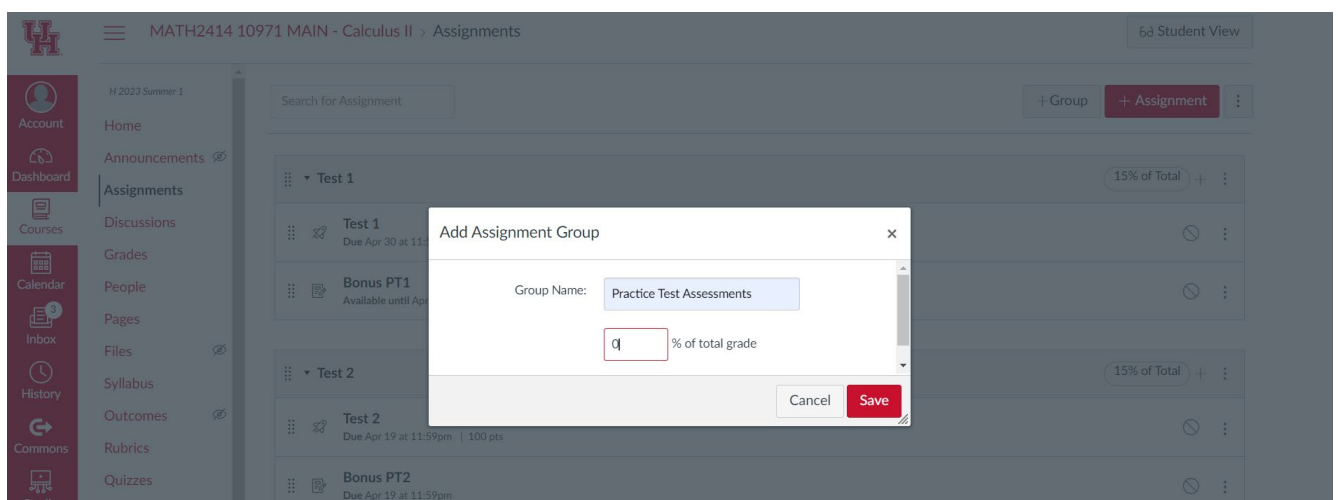 UH
MATH2414 10971 MAIN - Calculus II > Assignments
Student View
H 2023 Summer 1
Search for Assignment
+Group
+ Assignment
Account
Home
Announcements
Dashboard
Assignments
Test 1
15% of Total
Courses
Discussions
Test 1
Due Apr 30 at 11:
Grades
Calendar
People
Bonus PT1
Available until Apr
Pages
3
Inbox
Files
History
Syllabus
Test 2
15% of Total
Outcomes
Test 2
Due Apr 19 at 11:59pm | 100 pts
Commons
Rubrics
Quizzes
Bonus PT2
Due Apr 19 at 11:59pm
Add Assignment Group
×
Group Name:
Practice Test Assessments
0
% of total grade
Cancel
Save